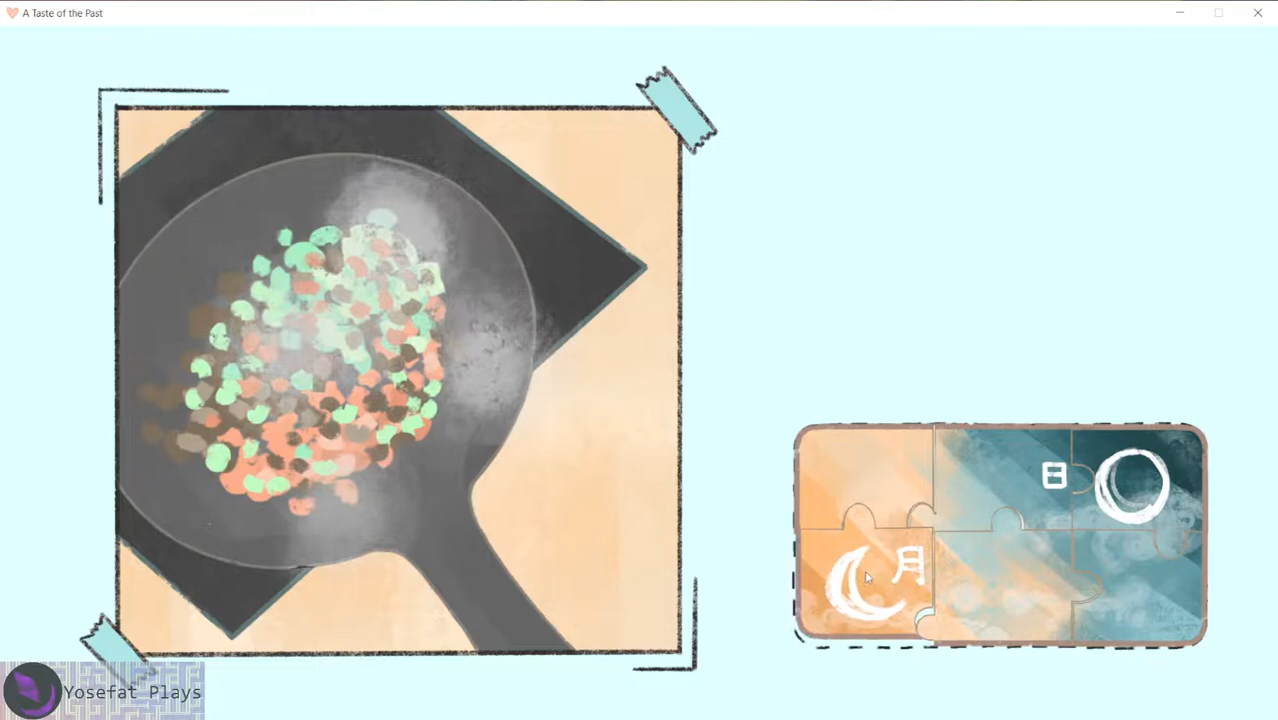 A Taste of the Past
日
月
Yosefat Plays